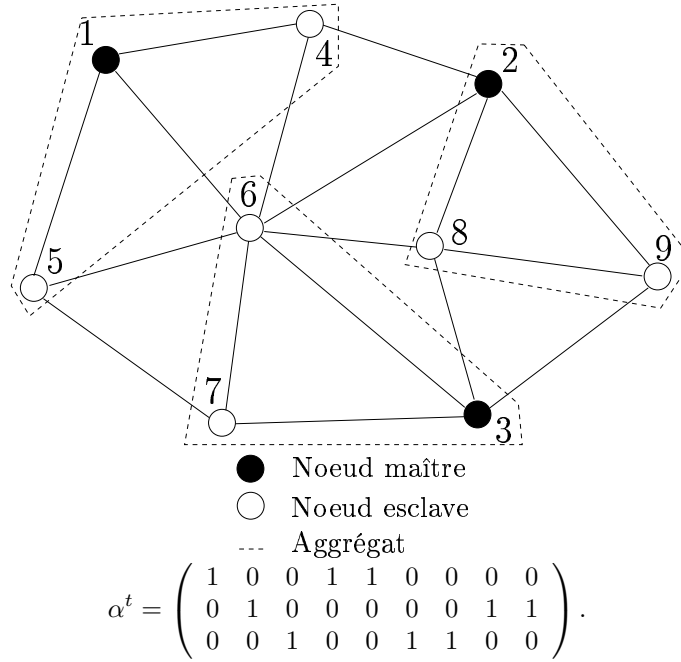 1
4
2
6
8
9
5
7
3
Noeud maître
Noeud esclave
Aggrégat
αᵗ = ( 1 0 0 1 1 0 0 0 0
0 1 0 0 0 0 0 1 1
0 0 1 0 0 1 1 0 0 ) .